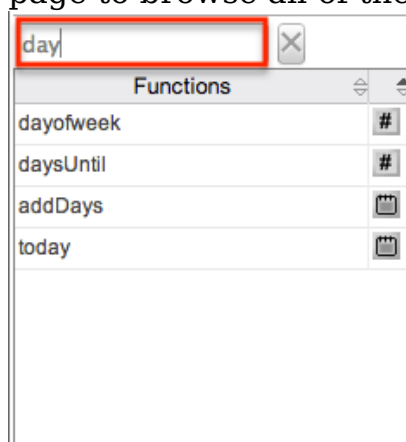 page to browse all of the
day
Functions
dayofweek #
daysUntil #
addDays
today